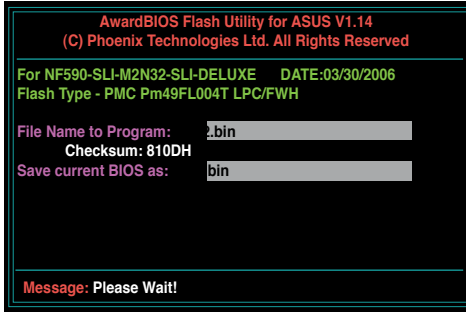 AwardBIOS Flash Utility for ASUS V1.14
(C) Phoenix Technologies Ltd. All Rights Reserved
For NF590-SLI-M2N32-SLI-DELUXE DATE:03/30/2006
Flash Type - PMC Pm49FL004T LPC/FWH
File Name to Program: .bin
Checksum: 810DH
Save current BIOS as: bin
Message: Please Wait!